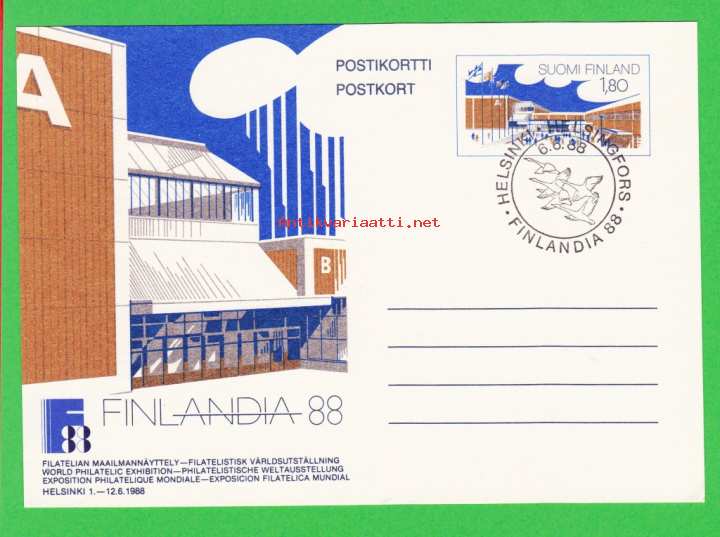 A
POSTIKORTTI
POSTKORT
SUOMI FINLAND
1,80
A
HELSINKI - HELSINGFORS
6.6.88
• FINLANDIA 88 •
Antikvariaatti.net
B
FINLANDIA 88
F
88
FILATELIAN MAAILMANNÄYTTELY—FILATELISTISK VÄRLDSUTSTÄLLNING
WORLD PHILATELIC EXHIBITION—PHILATELISTISCHE WELTAUSSTELLUNG
EXPOSITION PHILATELIQUE MONDIALE—EXPOSICION FILATELICA MUNDIAL
HELSINKI 1.—12.6.1988